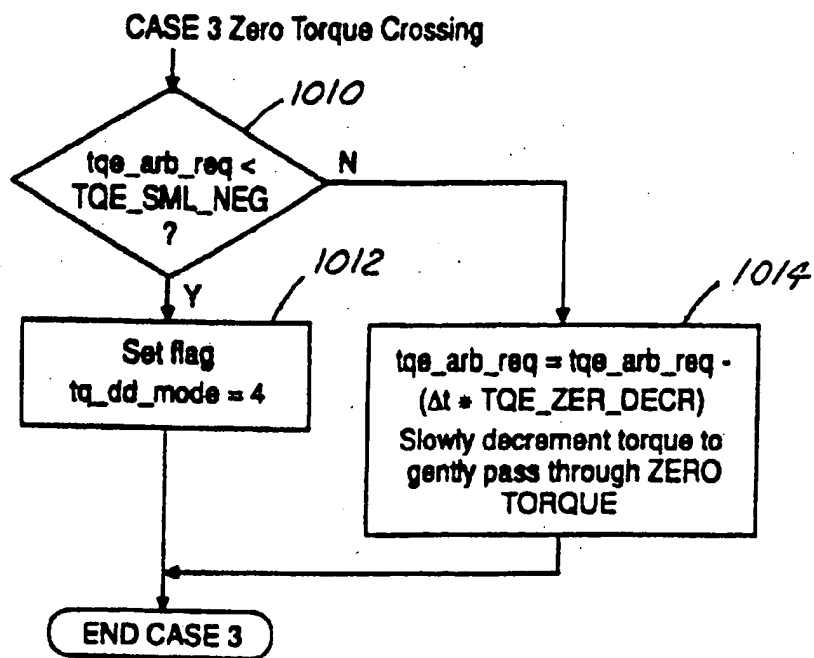 CASE 3 Zero Torque Crossing
1010
tqe_arb_req <
TQE_SML_NEG
?
N
Y
1012
Set flag
tq_dd_mode = 4
1014
tqe_arb_req = tqe_arb_req -
(Δt * TQE_ZER_DECR)
Slowly decrement torque to
gently pass through ZERO
TORQUE
END CASE 3